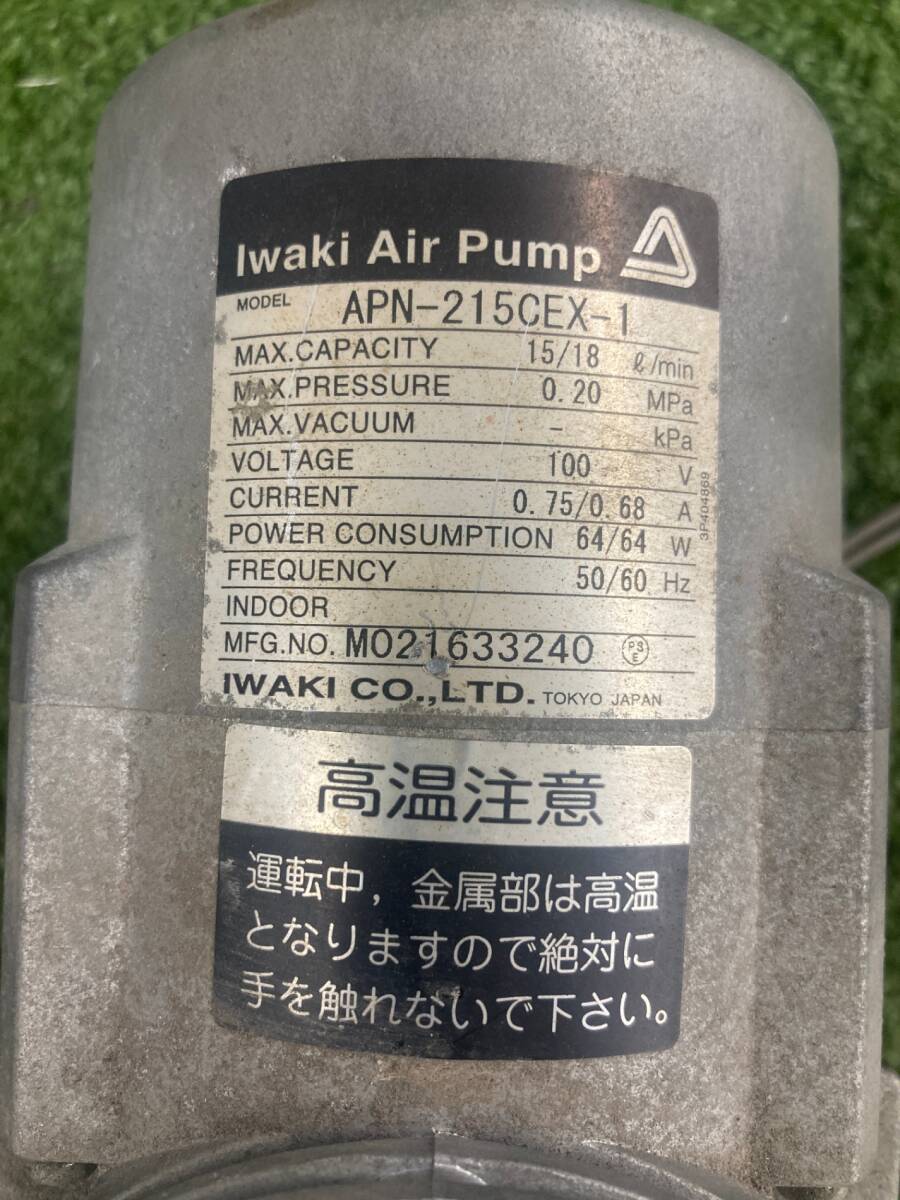 Iwaki Air Pump
MODEL APN-215CEX-1
MAX.CAPACITY 15/18 ℓ/min
MAX.PRESSURE 0.20 MPa
MAX.VACUUM - kPa
VOLTAGE 100 V
CURRENT 0.75/0.68 A
POWER CONSUMPTION 64/64 W
FREQUENCY 50/60 Hz
INDOOR
MFG.NO. M021633240 PSE
IWAKI CO.,LTD. TOKYO JAPAN
3P404869
高温注意
運転中，金属部は高温
となりますので絶対に
手を触れないで下さい。